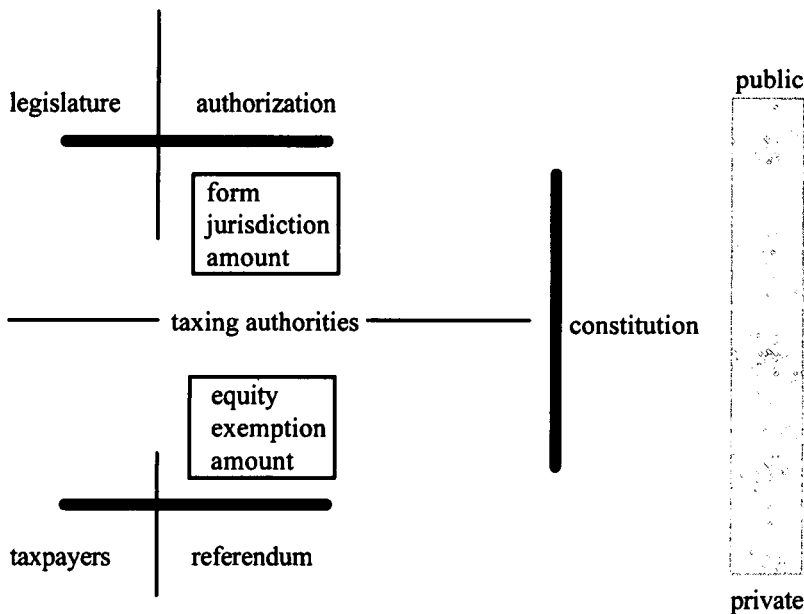 public
legislature authorization
form
jurisdiction
amount
taxing authorities constitution
equity
exemption
amount
taxpayers referendum
private